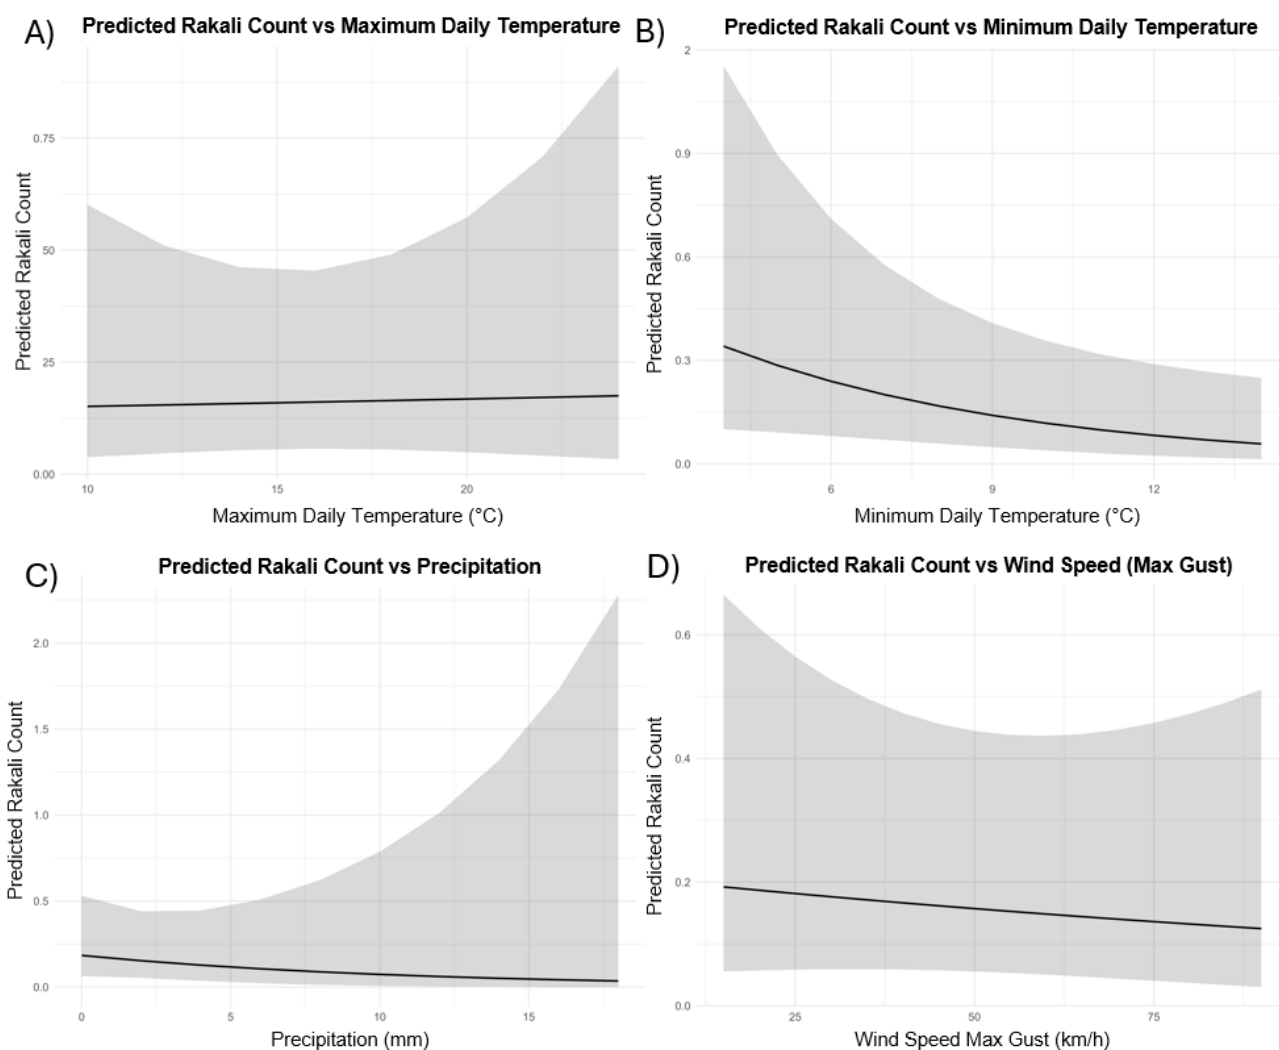 A) Predicted Rakali Count vs Maximum Daily Temperature
Predicted Rakali Count
0.75
50
25
0.00
10 15 20
Maximum Daily Temperature (°C)
B) Predicted Rakali Count vs Minimum Daily Temperature
Predicted Rakali Count
2
0.9
0.6
0.3
0.0
6 9 12
Minimum Daily Temperature (°C)
C) Predicted Rakali Count vs Precipitation
Predicted Rakali Count
2.0
1.5
1.0
0.5
0.0
0 5 10 15
Precipitation (mm)
D) Predicted Rakali Count vs Wind Speed (Max Gust)
Predicted Rakali Count
0.6
0.4
0.2
0.0
25 50 75
Wind Speed Max Gust (km/h)